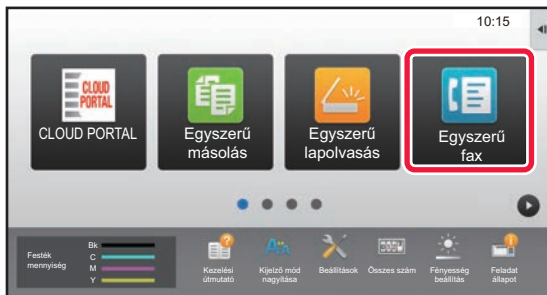 10:15
CLOUD
PORTAL
CLOUD PORTAL
Egyszerű
másolás
Egyszerű
lapolvasás
Egyszerű
fax
Festék
mennyiség
Bk
C
M
Y
Kezelési
útmutató
Kijelző mód
nagyítása
Beállítások
Összes szám
Fényesség
beállítás
Feladat
állapot